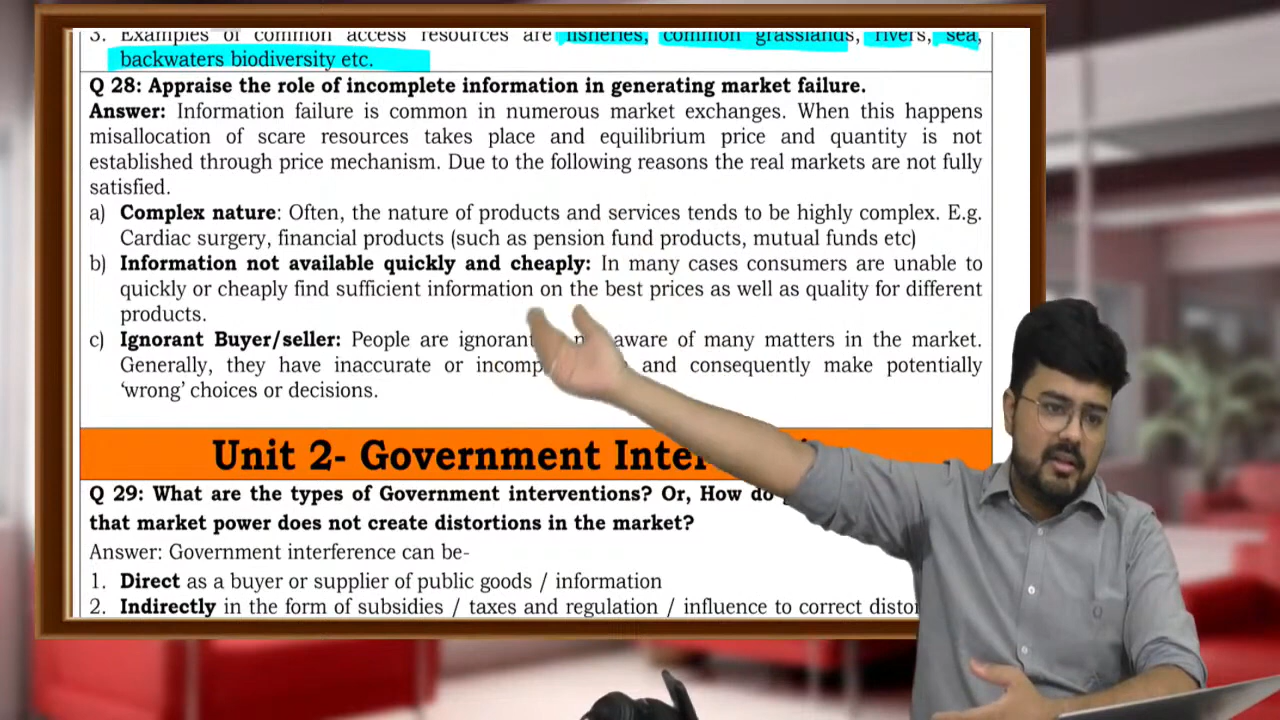 3. Examples of common access resources are fisheries, common grasslands, rivers, sea,
backwaters biodiversity etc.
Q 28: Appraise the role of incomplete information in generating market failure.
Answer: Information failure is common in numerous market exchanges. When this happens
misallocation of scare resources takes place and equilibrium price and quantity is not
established through price mechanism. Due to the following reasons the real markets are not fully
satisfied.
a) Complex nature: Often, the nature of products and services tends to be highly complex. E.g.
Cardiac surgery, financial products (such as pension fund products, mutual funds etc)
b) Information not available quickly and cheaply: In many cases consumers are unable to
quickly or cheaply find sufficient information on the best prices as well as quality for different
products.
c) Ignorant Buyer/seller: People are ignorant aware of many matters in the market.
Generally, they have inaccurate or and consequently make potentially
‘wrong’ choices or decisions.
Unit 2- Government
Q 29: What are the types of Government interventions? Or, How do
that market power does not create distortions in the market?
Answer: Government interference can be-
1. Direct as a buyer or supplier of public goods / information
2. Indirectly in the form of subsidies / taxes and regulation / influence to correct